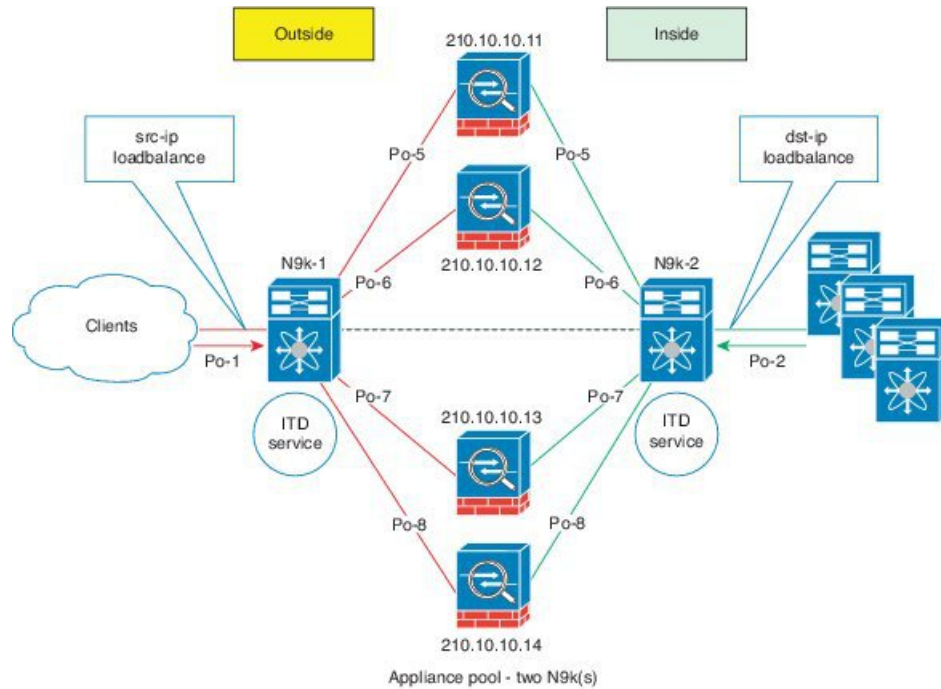 Outside
210.10.10.11
Inside
src-ip
loadbalance
dst-ip
loadbalance
Po-5
Po-5
N9k-1
210.10.10.12
N9k-2
Po-6
Po-6
Clients
Po-1
Po-2
Po-7
210.10.10.13
Po-7
ITD
service
ITD
service
Po-8
Po-8
210.10.10.14
Appliance pool - two N9k(s)